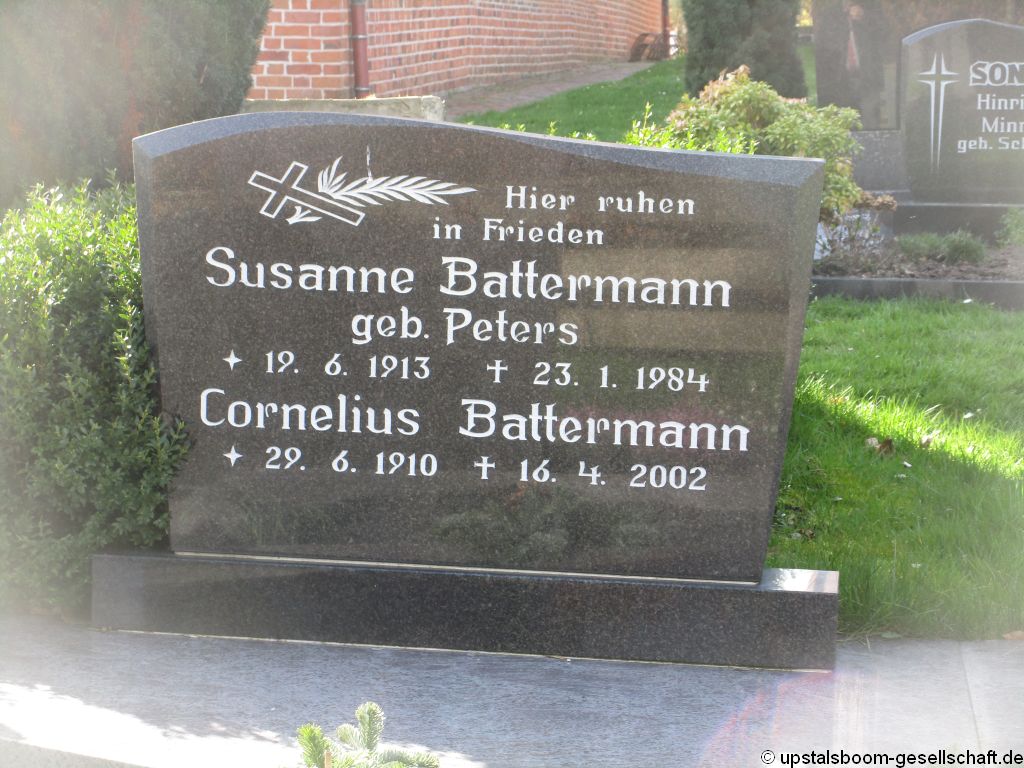 Hier ruhen
in Frieden
Susanne Battermann
geb. Peters
19. 6. 1913 † 23. 1. 1984
Cornelius Battermann
29. 6. 1910 † 16. 4. 2002
geb.
© upstalsboom-gesellschaft.de